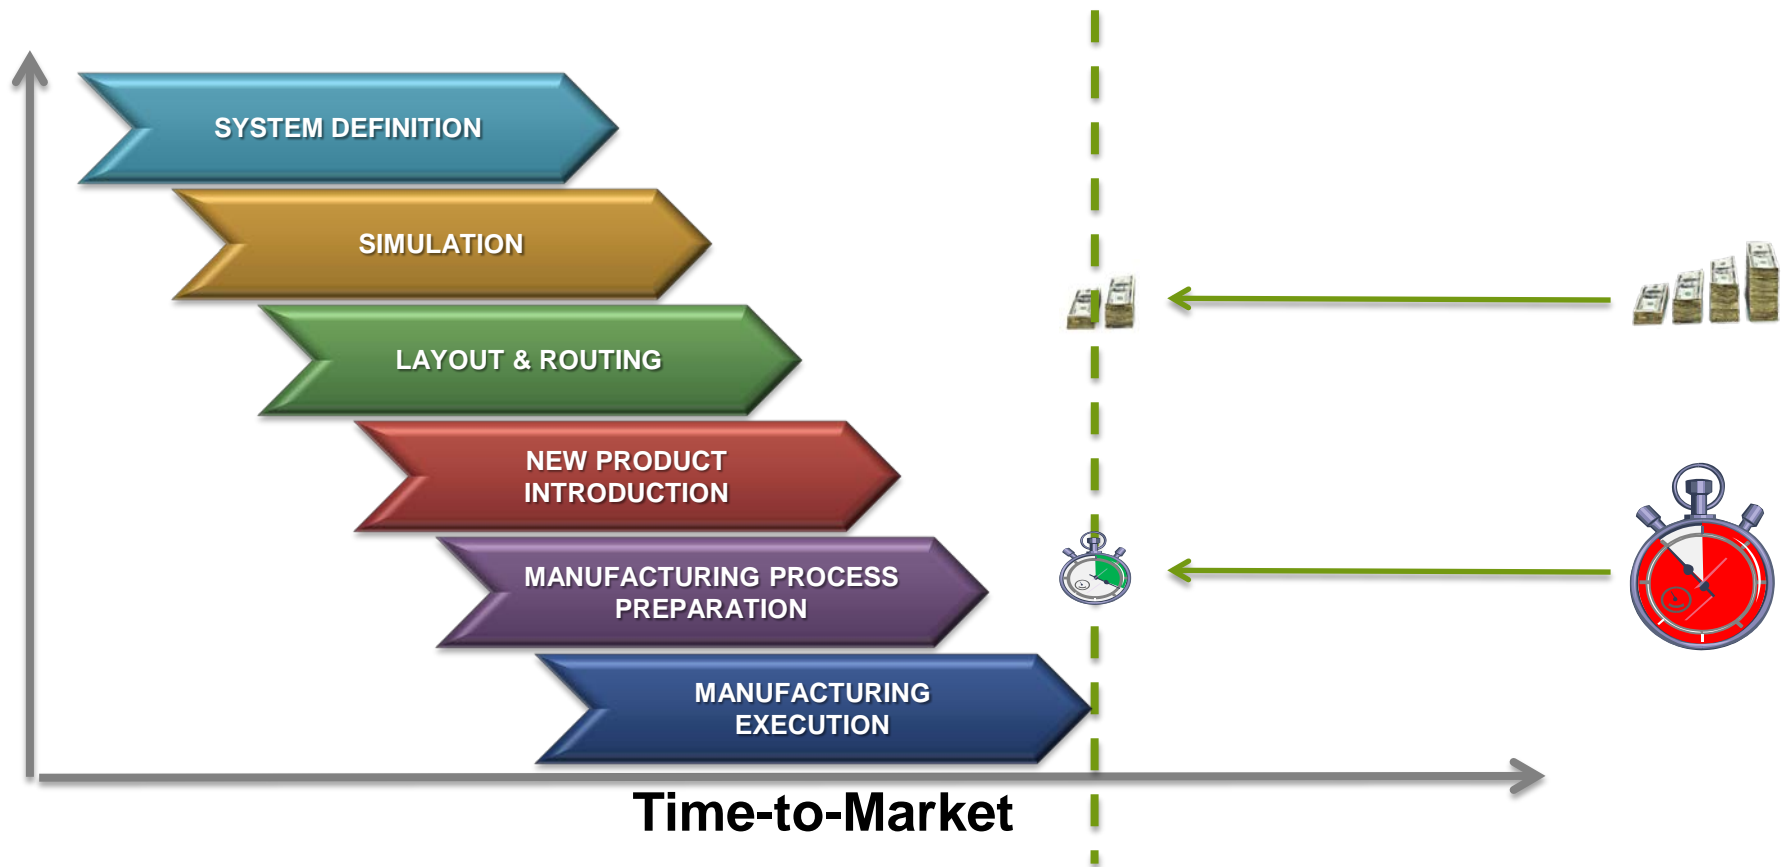 SYSTEM DEFINITION
SIMULATION
LAYOUT & ROUTING
NEW PRODUCT
INTRODUCTION
MANUFACTURING PROCESS
PREPARATION
MANUFACTURING
EXECUTION
Time-to-Market